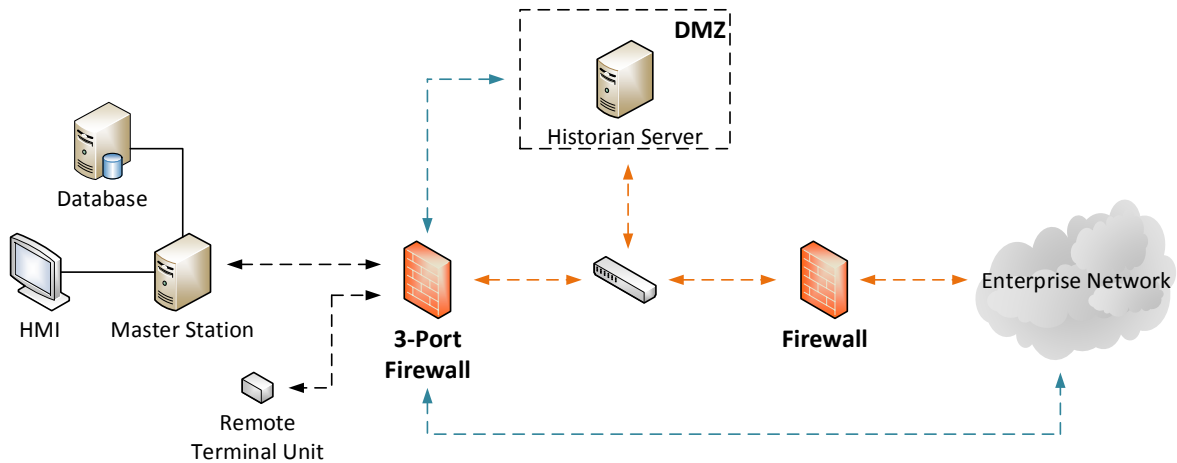 DMZ
Historian Server
Database
HMI
Master Station
3-Port
Firewall
Firewall
Enterprise Network
Remote
Terminal Unit